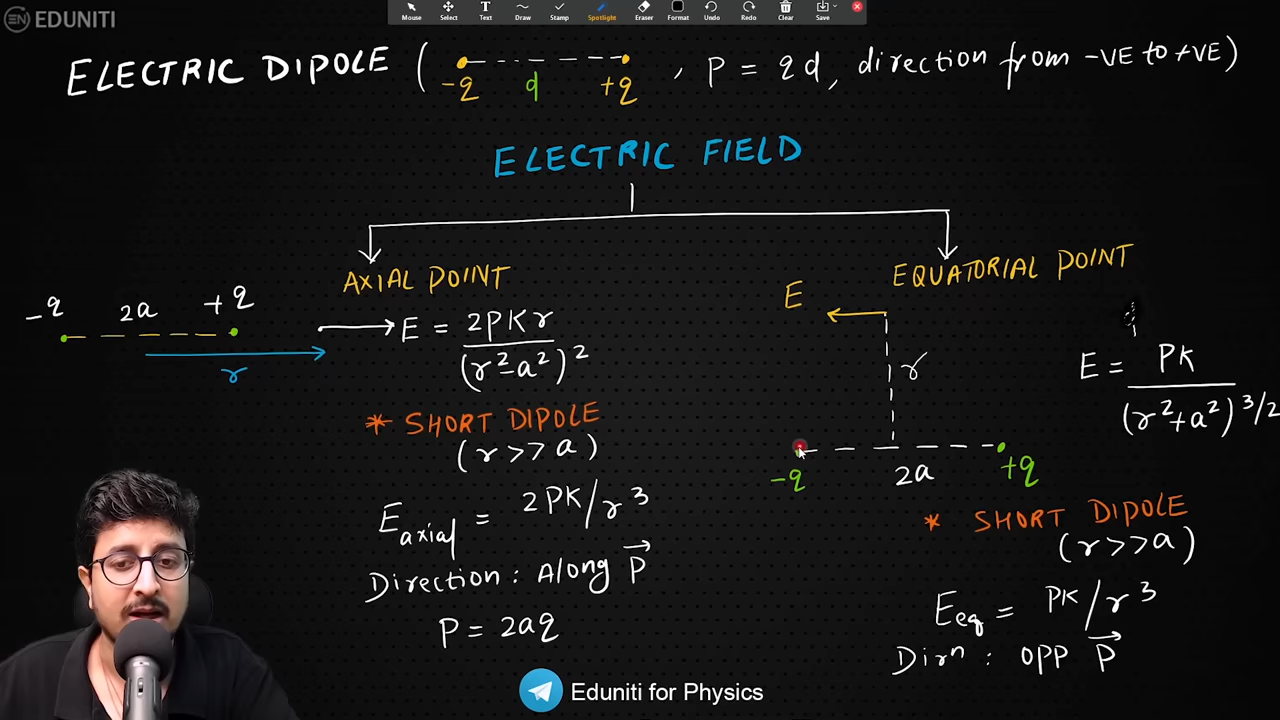 EDUNITI
Mouse Select Text Draw Stamp Spotlight Eraser Format Undo Redo Clear Save
ELECTRIC DIPOLE ( -q d +q , P = qd, direction from -VE to +VE)
ELECTRIC FIELD
AXIAL POINT
-q 2a +q
r
E = 2PKr / (r²-a²)²
* SHORT DIPOLE
(r >> a)
E axial = 2PK/r³
Direction: Along P⃗
P = 2aq
EQUATORIAL POINT
E
r
E = PK / (r²+a²)^3/2
-q 2a +q
* SHORT DIPOLE
(r >> a)
Eeq = PK/r³
Dirⁿ : OPP P⃗
Eduniti for Physics